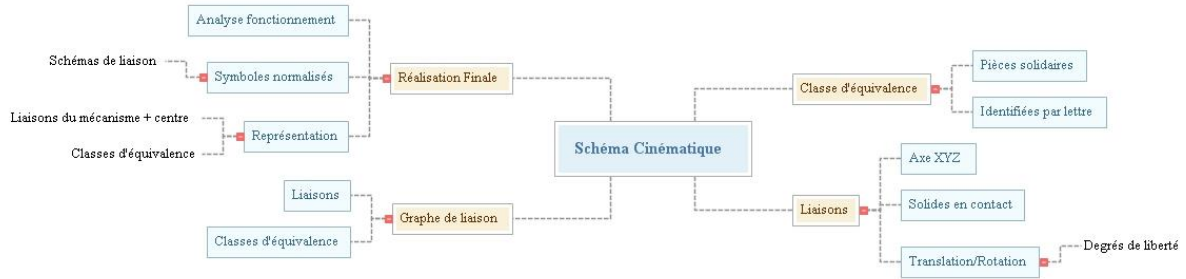 Analyse fonctionnement
Schémas de liaison
Symboles normalisés
Réalisation Finale
Liaisons du mécanisme + centre
Représentation
Classes d'équivalence
Schéma Cinématique
Liaisons
Graphe de liaison
Classes d'équivalence
Classe d'équivalence
Pièces solidaires
Identifiées par lettre
Liaisons
Axe XYZ
Solides en contact
Translation/Rotation
Degrés de liberté